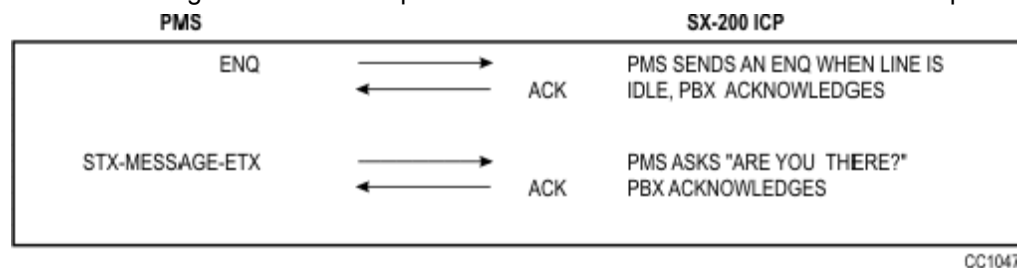 PMS SX-200 ICP
ENQ PMS SENDS AN ENQ WHEN LINE IS
ACK IDLE, PBX ACKNOWLEDGES
STX-MESSAGE-ETX PMS ASKS "ARE YOU THERE?"
ACK PBX ACKNOWLEDGES
CC1047